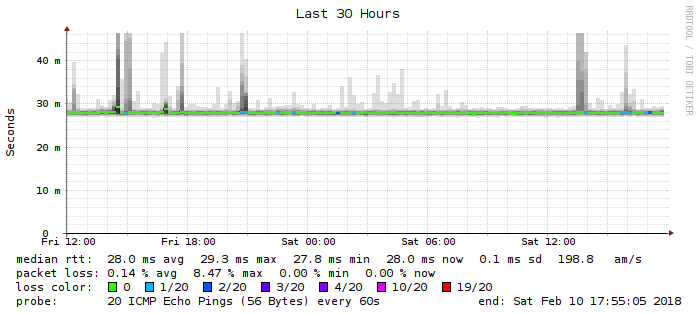 Last 30 Hours
RRDTOOL / TOBI OETIKER
Seconds
40 m
30 m
20 m
10 m
0
Fri 12:00 Fri 18:00 Sat 00:00 Sat 06:00 Sat 12:00
median rtt: 28.0 ms avg 29.3 ms max 27.8 ms min 28.0 ms now 0.1 ms sd 198.8 am/s
packet loss: 0.14 % avg 8.47 % max 0.00 % min 0.00 % now
loss color: 0 1/20 2/20 3/20 4/20 10/20 19/20
probe: 20 ICMP Echo Pings (56 Bytes) every 60s end: Sat Feb 10 17:55:05 2018